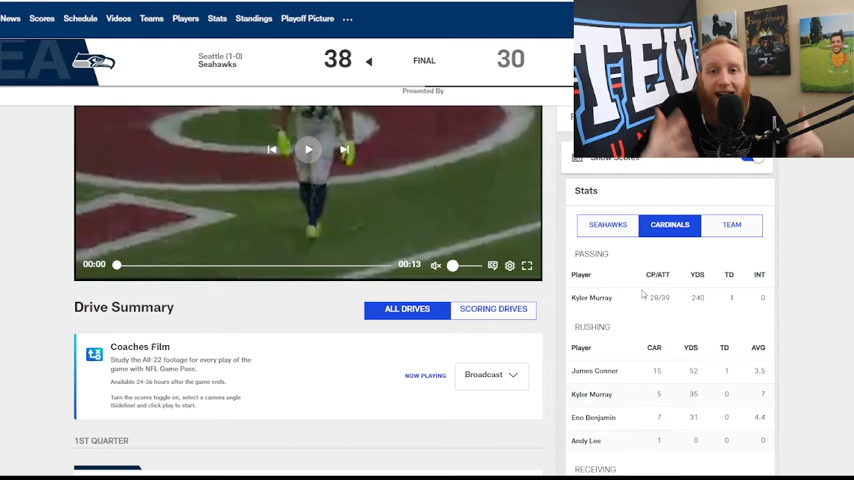 News Scores Schedule Videos Teams Players Stats Standings Playoff Picture ...
EA
Seattle (1-0)
Seahawks
38
FINAL
30
Presented By
TEU
Show Scores
00:00
00:13
Stats
SEAHAWKS CARDINALS TEAM
PASSING
Player CP/ATT YDS TD INT
Kyler Murray 28/39 240 1 0
RUSHING
Player CAR YDS TD AVG
James Conner 15 52 1 3.5
Kyler Murray 5 35 0 7
Eno Benjamin 7 31 0 4.4
Andy Lee 1 0 0 0
RECEIVING
Drive Summary
ALL DRIVES SCORING DRIVES
Coaches Film
Study the All-22 footage for every play of the
game with NFL Game Pass.
Available 24-36 hours after the game ends.
Turn the scores toggle on, select a camera angle
(Sideline) and click play to start.
NOW PLAYING
Broadcast
1ST QUARTER